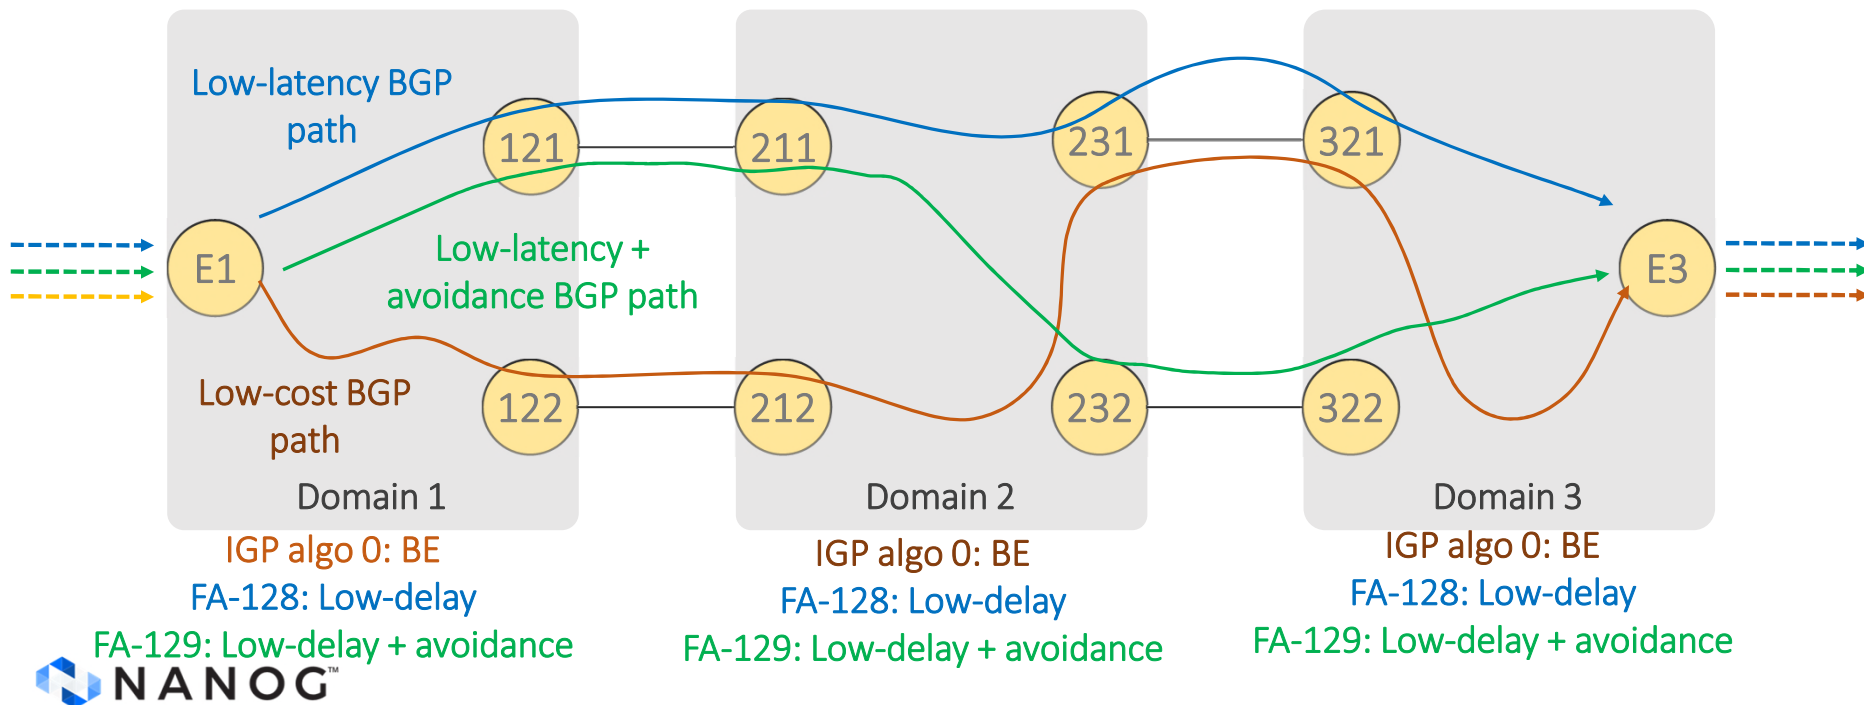 Low-latency BGP
path
121
211
231
321
Low-latency +
avoidance BGP path
E1
E3
Low-cost BGP
path
122
212
232
322
Domain 1
Domain 2
Domain 3
IGP algo 0: BE
FA-128: Low-delay
FA-129: Low-delay + avoidance
IGP algo 0: BE
FA-128: Low-delay
FA-129: Low-delay + avoidance
IGP algo 0: BE
FA-128: Low-delay
FA-129: Low-delay + avoidance
NANOG™